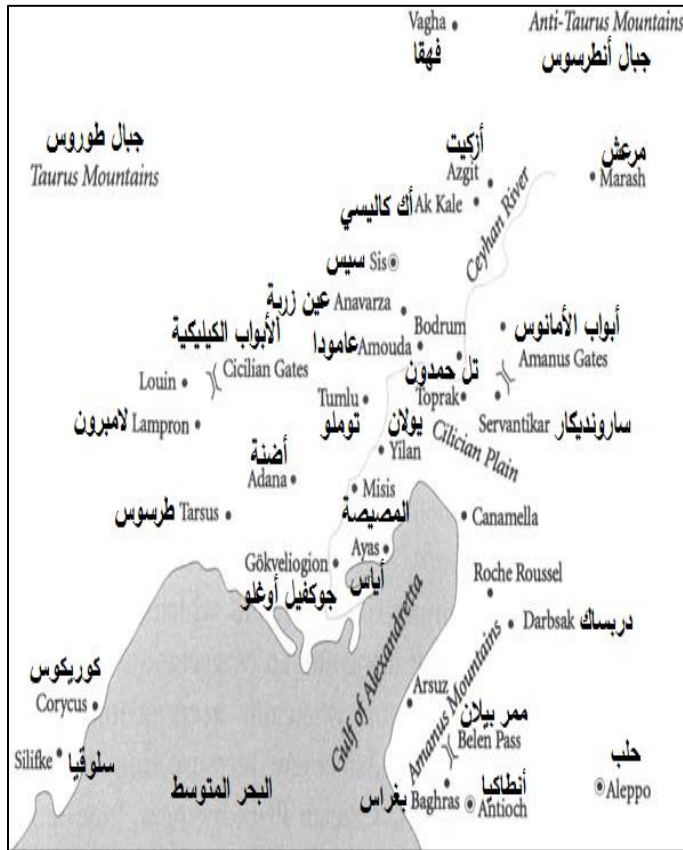 Vagha
Anti-Taurus Mountains
فهقا
جبال أنطرسوس
جبال طوروس
Taurus Mountains
أزكيت
Azgit
مرعش
Marash
أك كاليسي Ak Kale
Ceyhan River
سيس Sis
عين زربة Anavarza
الأبواب الكيليكية
Cicilian Gates
Bodrum
عامودا Amouda
أبواب الأمانوس
Amanus Gates
تل حمدون
Toprak
Louin
Tumlu
توملو
يولان
Yilan
Servantikar سارونديكار
Cilician Plain
لامبرون Lampron
أضنة
Adana
Misis
المصيصة
طرسوس Tarsus
Canamella
Ayas
أياس
Gökveliogion
جوكفيل أوغلو
Roche Roussel
Darbsak دربساك
Gulf of Alexandretta
Amanus Mountains
Arsuz
كوريكوس
Corycus
ممر بيلان
Belen Pass
Silifke سلوقيا
البحر المتوسط
بغراس Baghras
أنطاكيا
Antioch
حلب
Aleppo